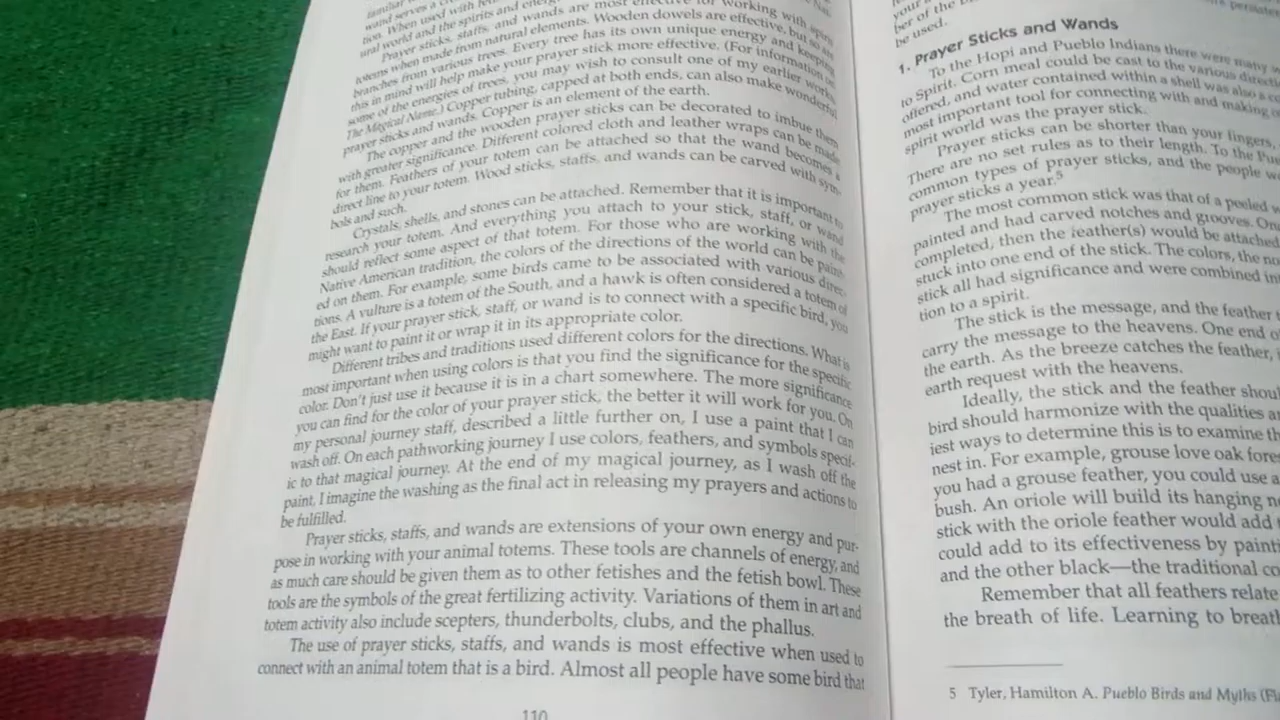 wand serves a
tion. When used with
ural world and the spirits and
Prayer sticks, staffs, and wands are most effective for working with spirit
totems when made from natural elements. Wooden dowels are effective, but so are
branches from various trees. Every tree has its own unique energy and keeping
this in mind will help make your prayer stick more effective. (For information on
some of the energies of trees, you may wish to consult one of my earlier works
The Magical Name.) Copper tubing, capped at both ends, can also make wonderful
prayer sticks and wands. Copper is an element of the earth.
The copper and the wooden prayer sticks can be decorated to imbue them
with greater significance. Different colored cloth and leather wraps can be made
for them. Feathers of your totem can be attached so that the wand becomes a
direct line to your totem. Wood sticks, staffs, and wands can be carved with sym-
bols and such.
Crystals, shells, and stones can be attached. Remember that it is important to
research your totem. And everything you attach to your stick, staff, or wand
should reflect some aspect of that totem. For those who are working with the
Native American tradition, the colors of the directions of the world can be paint-
ed on them. For example, some birds came to be associated with various direc-
tions. A vulture is a totem of the South, and a hawk is often considered a totem of
the East. If your prayer stick, staff, or wand is to connect with a specific bird, you
might want to paint it or wrap it in its appropriate color.
Different tribes and traditions used different colors for the directions. What is
most important when using colors is that you find the significance for the specific
color. Don't just use it because it is in a chart somewhere. The more significance
you can find for the color of your prayer stick, the better it will work for you. On
my personal journey staff, described a little further on, I use a paint that I can
wash off. On each pathworking journey I use colors, feathers, and symbols specif-
ic to that magical journey. At the end of my magical journey, as I wash off the
paint, I imagine the washing as the final act in releasing my prayers and actions to
be fulfilled.
Prayer sticks, staffs, and wands are extensions of your own energy and pur-
pose in working with your animal totems. These tools are channels of energy, and
as much care should be given them as to other fetishes and the fetish bowl. These
tools are the symbols of the great fertilizing activity. Variations of them in art and
totem activity also include scepters, thunderbolts, clubs, and the phallus.
The use of prayer sticks, staffs, and wands is most effective when used to
connect with an animal totem that is a bird. Almost all people have some bird that
110
ber of the
be used.
1. Prayer Sticks and Wands
To the Hopi and Pueblo Indians there were many
to Spirit. Corn meal could be cast to the various
offered, and water contained within a shell was also a
most important tool for connecting with and making
spirit world was the prayer stick.
Prayer sticks can be shorter than your fingers,
There are no set rules as to their length. To the
common types of prayer sticks, and the people
prayer sticks a year.5
The most common stick was that of a peeled
painted and had carved notches and grooves.
completed, then the feather(s) would be attached
stuck into one end of the stick. The colors, the
stick all had significance and were combined
tion to a spirit.
The stick is the message, and the feather
carry the message to the heavens. One end
the earth. As the breeze catches the feather,
earth request with the heavens.
Ideally, the stick and the feather
bird should harmonize with the qualities
iest ways to determine this is to examine
nest in. For example, grouse love oak
you had a grouse feather, you could use a
bush. An oriole will build its hanging
stick with the oriole feather would add
could add to its effectiveness by
and the other black—the traditional
Remember that all feathers relate
the breath of life. Learning to
5 Tyler, Hamilton A. Pueblo Birds and Myths